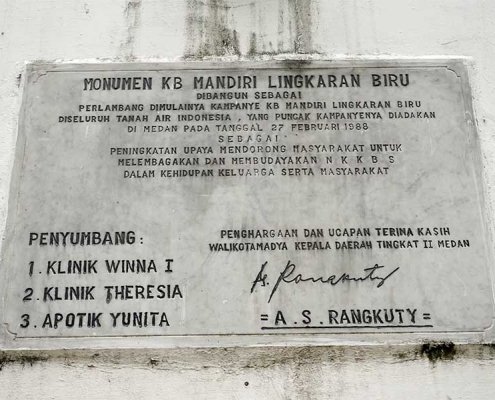 MONUMEN KB MANDIRI LINGKARAN BIRU
DIBANGUN SEBAGAI
PERLAMBANG DIMULAINYA KAMPANYE KB MANDIRI LINGKARAN BIRU
DISELURUH TANAH AIR INDONESIA , YANG PUNCAK KAMPANYENYA DIADAKAN
DI MEDAN PADA TANGGAL 27 FEBRUARI 1988
SEBAGAI
PENINGKATAN UPAYA MENDORONG MASYARAKAT UNTUK
MELEMBAGAKAN DAN MEMBUDAYAKAN N K K B S
DALAM KEHIDUPAN KELUARGA SERTA MASYARAKAT
PENYUMBANG :
1. KLINIK WINNA I
2. KLINIK THERESIA
3. APOTIK YUNITA
PENGHARGAAN DAN UCAPAN TERINA KASIH
WALIKOTAMADYA KEPALA DAERAH TINGKAT II MEDAN
As. Rangkuty
= A . S . RANGKUTY =